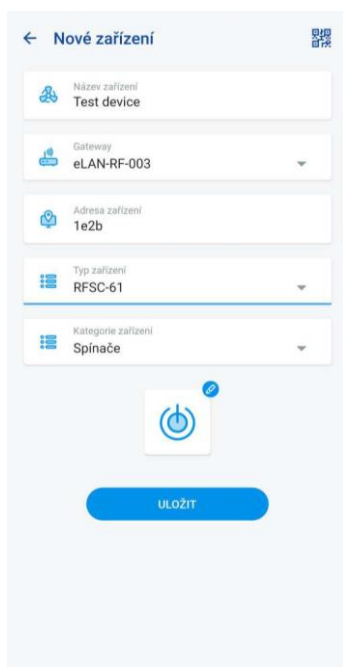 Nové zařízení
Název zařízení
Test device
Gateway
eLAN-RF-003
Adresa zařízení
1e2b
Typ zařízení
RFSC-61
Kategorie zařízení
Spínače
ULOŽIT